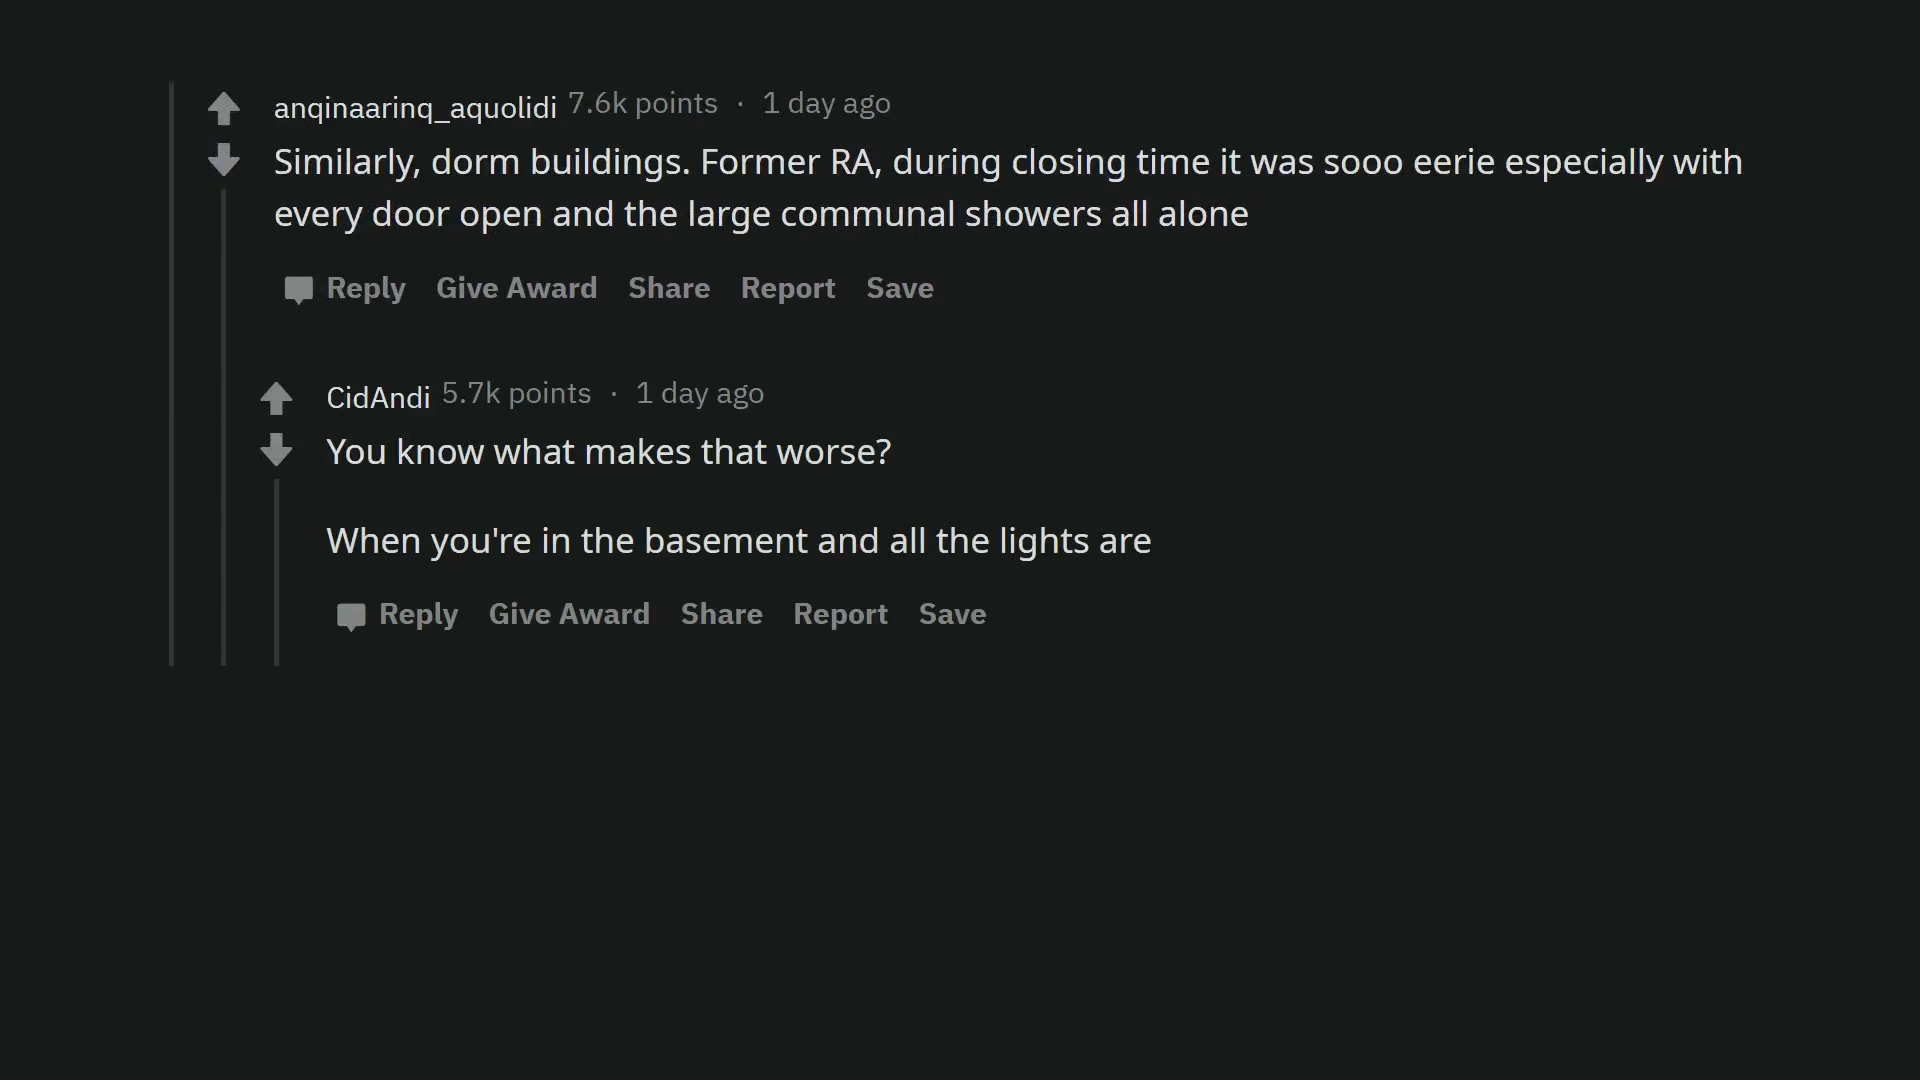 anqinaarinq_aquolidi 7.6k points · 1 day ago
Similarly, dorm buildings. Former RA, during closing time it was sooo eerie especially with
every door open and the large communal showers all alone
Reply Give Award Share Report Save
CidAndi 5.7k points · 1 day ago
You know what makes that worse?
When you're in the basement and all the lights are
Reply Give Award Share Report Save